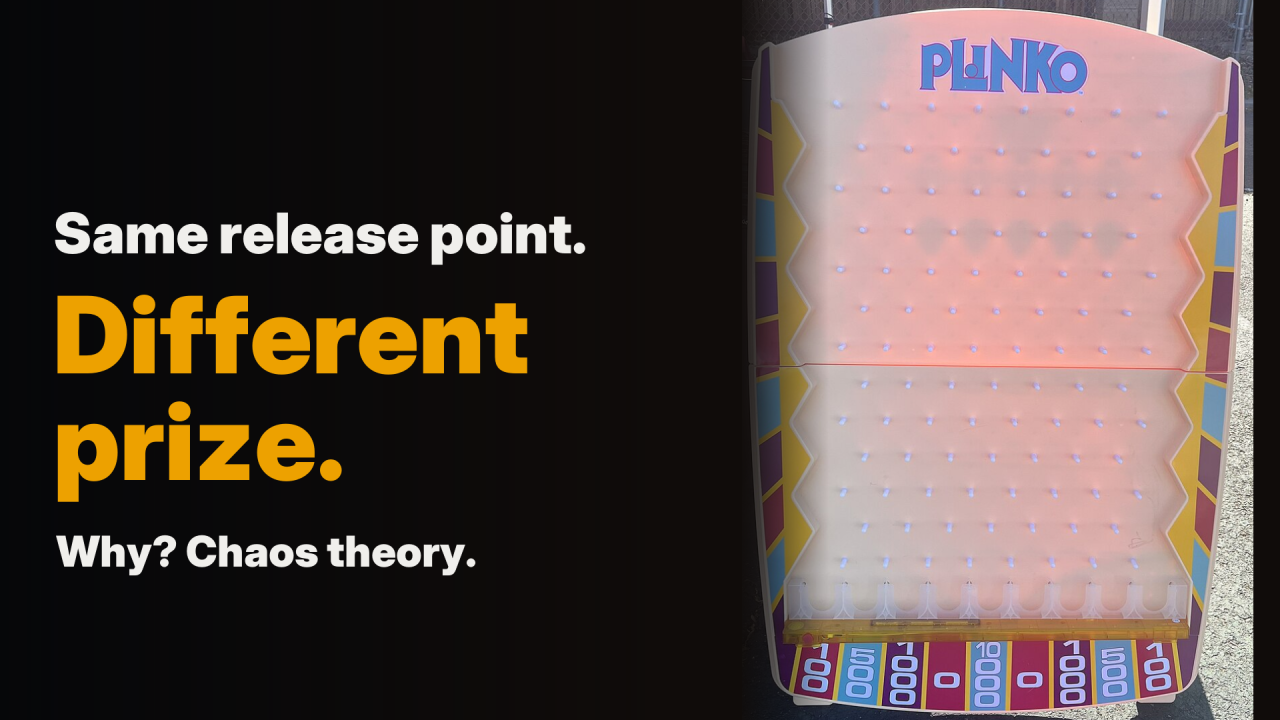 Same release point.
Different
prize.
Why? Chaos theory.
PLINKO
100 500 1000 0 10000 0 1000 500 100